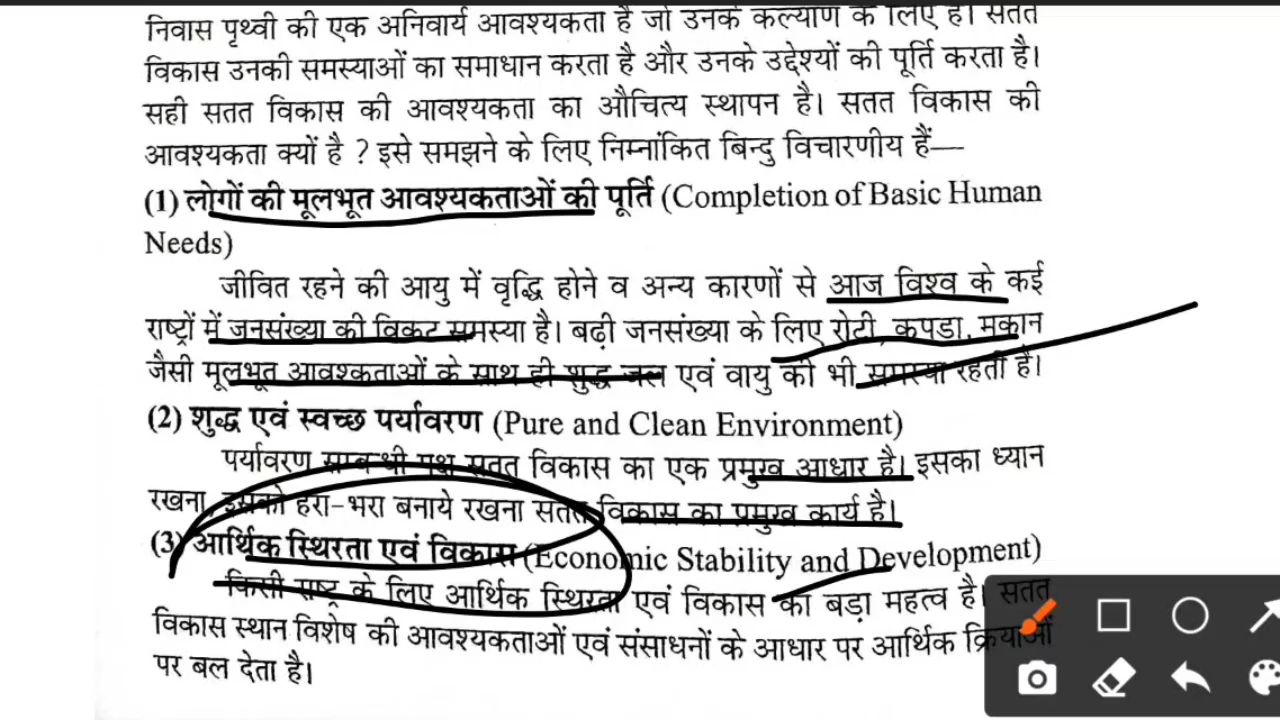 निवास पृथ्वी की एक अनिवार्य आवश्यकता है जो उनके कल्याण के लिए है। सतत
विकास उनकी समस्याओं का समाधान करता है और उनके उद्देश्यों की पूर्ति करता है।
सही सतत विकास की आवश्यकता का औचित्य स्थापन है। सतत विकास की
आवश्यकता क्यों है ? इसे समझने के लिए निम्नांकित बिन्दु विचारणीय हैं—
(1) लोगों की मूलभूत आवश्यकताओं की पूर्ति (Completion of Basic Human
Needs)
जीवित रहने की आयु में वृद्धि होने व अन्य कारणों से आज विश्व के कई
राष्ट्रों में जनसंख्या की विकट समस्या है। बढ़ी जनसंख्या के लिए रोटी, कपडा, मकान
जैसी मूलभूत आवश्कताओं के साथ ही शुद्ध जल एवं वायु की भी समस्या रहती है।
(2) शुद्ध एवं स्वच्छ पर्यावरण (Pure and Clean Environment)
पर्यावरण सम्बन्धी पक्ष सतत विकास का एक प्रमुख आधार है। इसका ध्यान
रखना, इसको हरा-भरा बनाये रखना सतत विकास का प्रमुख कार्य है।
(3) आर्थिक स्थिरता एवं विकास (Economic Stability and Development)
किसी राष्ट्र के लिए आर्थिक स्थिरता एवं विकास का बड़ा महत्व है। सतत
विकास स्थान विशेष की आवश्यकताओं एवं संसाधनों के आधार पर आर्थिक क्रियाओं
पर बल देता है।